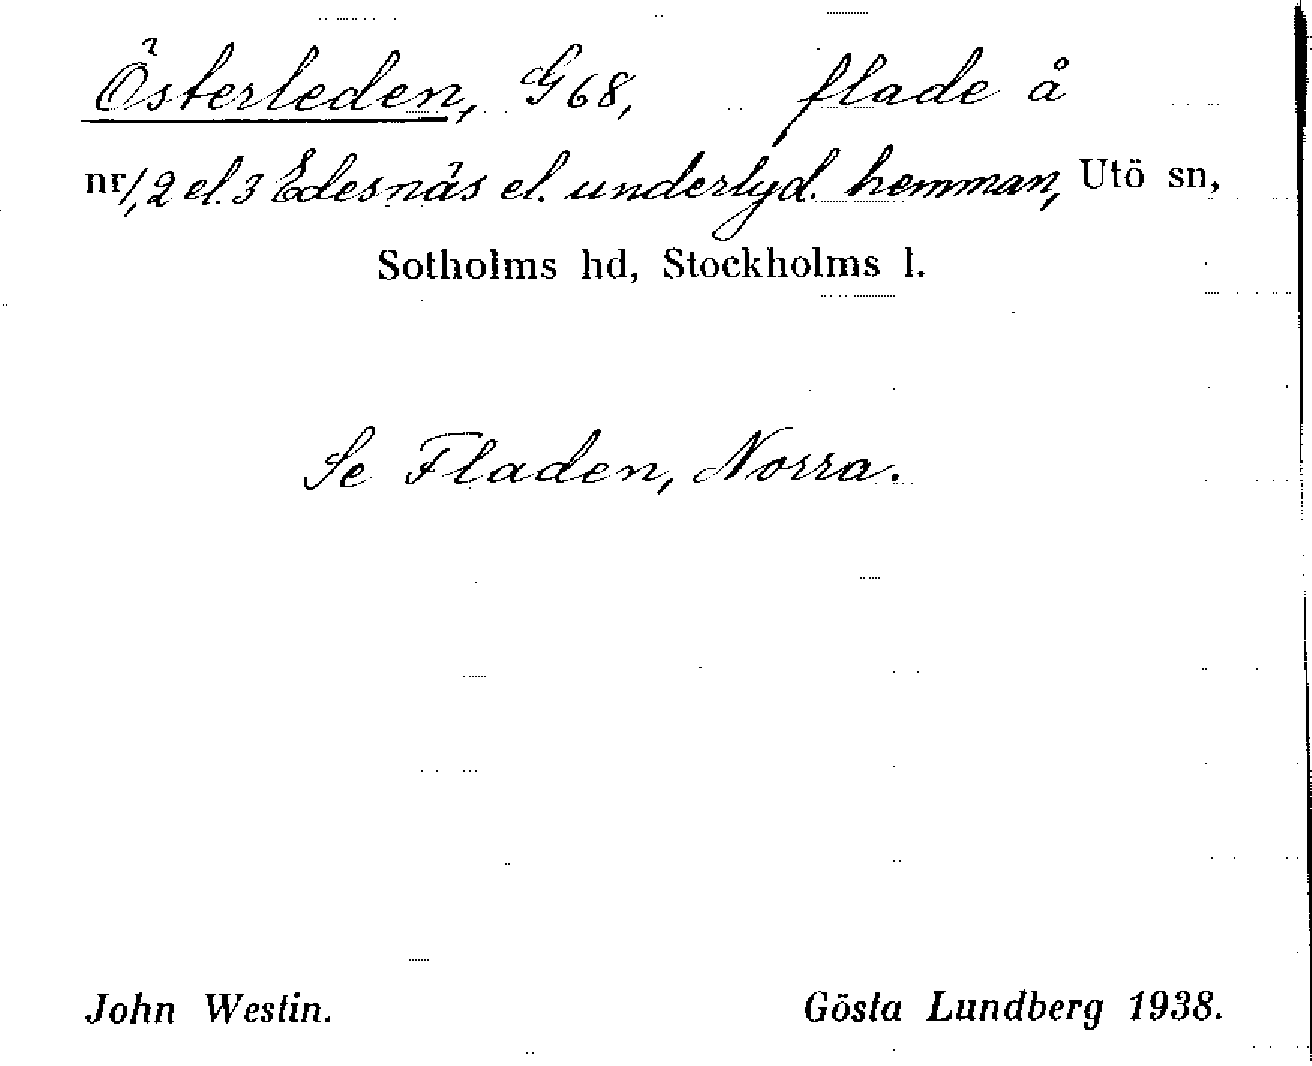 Österleden, G 68, flade å
nr 1, 2 el. 3 Edesnäs el. underlyd. hemman, Utö sn,
Sotholms hd, Stockholms l.
Se Fladen, Norra.
John Westin. Gösta Lundberg 1938.